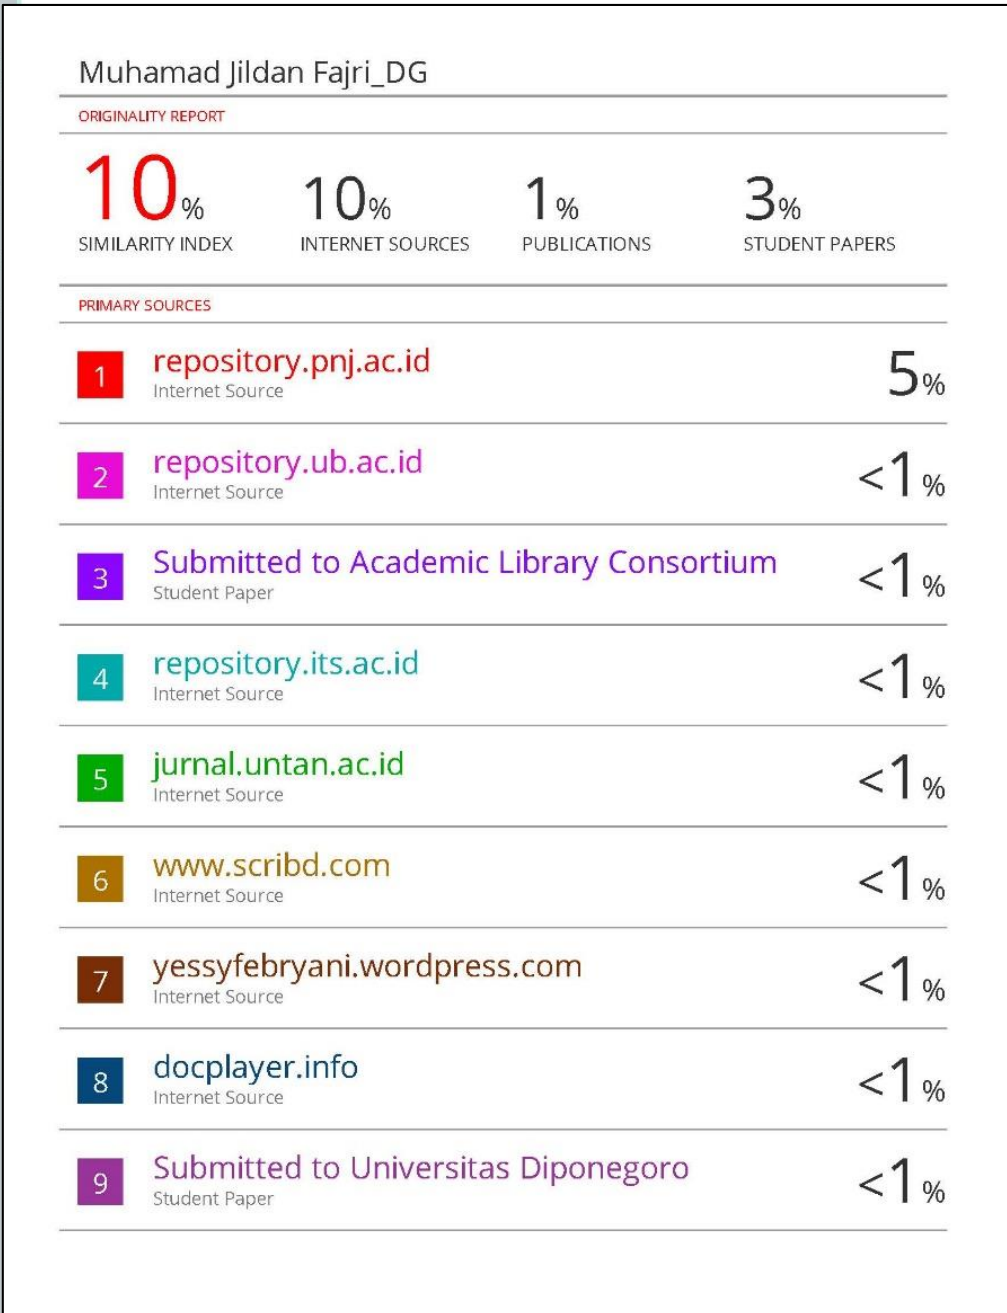 Muhamad Jildan Fajri_DG
ORIGINALITY REPORT
10% 10% 1% 3%
SIMILARITY INDEX INTERNET SOURCES PUBLICATIONS STUDENT PAPERS
PRIMARY SOURCES
1 repository.pnj.ac.id 5%
Internet Source
2 repository.ub.ac.id <1%
Internet Source
3 Submitted to Academic Library Consortium <1%
Student Paper
4 repository.its.ac.id <1%
Internet Source
5 jurnal.untan.ac.id <1%
Internet Source
6 www.scribd.com <1%
Internet Source
7 yessyfebryani.wordpress.com <1%
Internet Source
8 docplayer.info <1%
Internet Source
9 Submitted to Universitas Diponegoro <1%
Student Paper